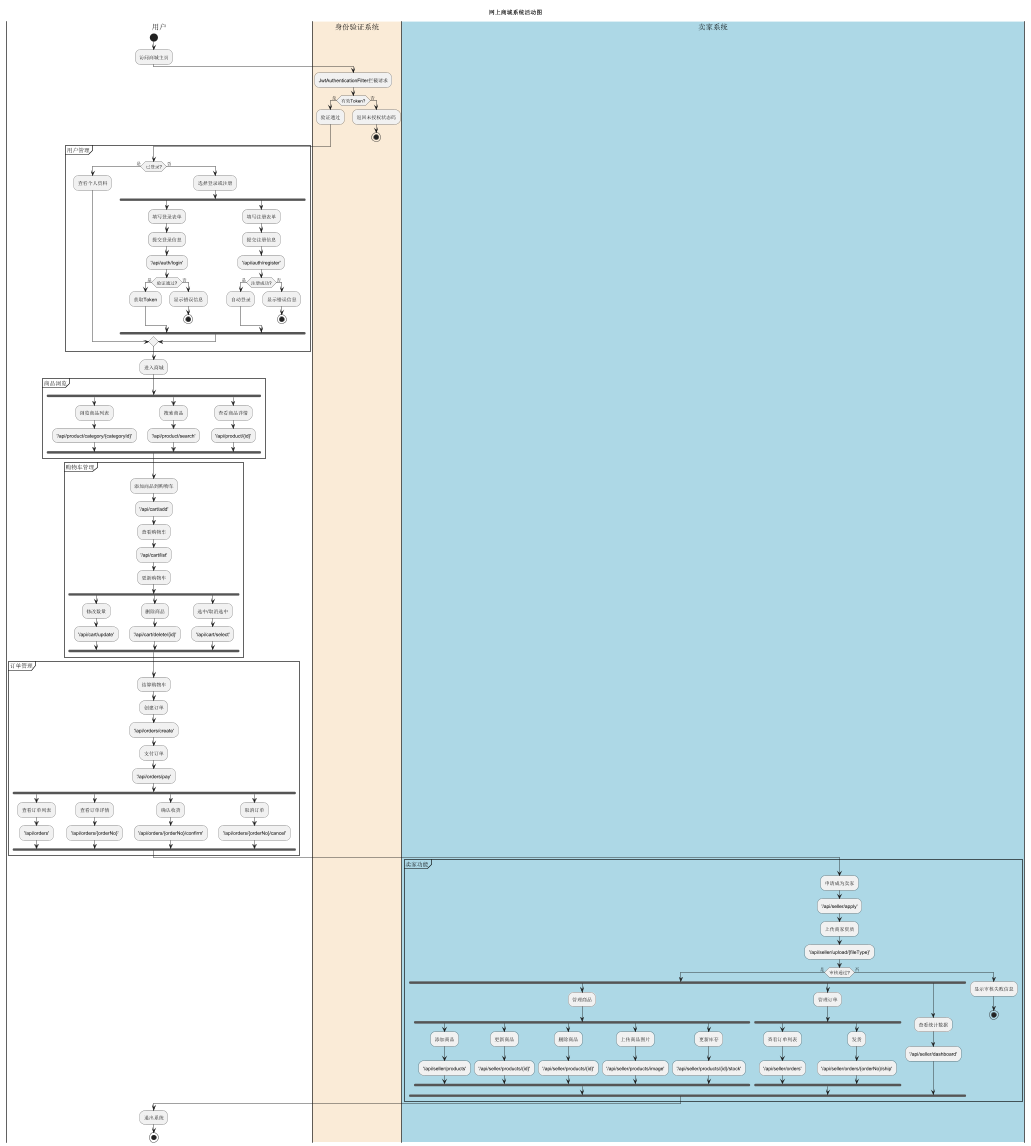 网上商城系统活动图
用户
身份验证系统
卖家系统
访问商城主页
JwtAuthenticationFilter拦截请求
是
有效Token?
否
验证通过
返回未授权状态码
用户管理
是
已登录?
否
查看个人资料
选择登录或注册
填写登录表单
填写注册表单
提交登录信息
提交注册信息
'/api/auth/login'
'/api/auth/register'
是
验证通过?
否
是
注册成功?
否
获取Token
显示错误信息
自动登录
显示错误信息
进入商城
商品浏览
浏览商品列表
搜索商品
查看商品详情
'/api/product/category/{categoryId}'
'/api/product/search'
'/api/product/{id}'
购物车管理
添加商品到购物车
'/api/cart/add'
查看购物车
'/api/cart/list'
更新购物车
修改数量
删除商品
选中/取消选中
'/api/cart/update'
'/api/cart/delete/{id}'
'/api/cart/select'
订单管理
结算购物车
创建订单
'/api/orders/create'
支付订单
'/api/orders/pay'
查看订单列表
查看订单详情
确认收货
取消订单
'/api/orders'
'/api/orders/{orderNo}'
'/api/orders/{orderNo}/confirm'
'/api/orders/{orderNo}/cancel'
卖家功能
申请成为卖家
'/api/seller/apply'
上传商家资质
'/api/seller/upload/{fileType}'
是
审核通过?
否
显示审核失败信息
管理商品
管理订单
查看统计数据
添加商品
更新商品
删除商品
上传商品图片
更新库存
查看订单列表
发货
'/api/seller/dashboard'
'/api/seller/products'
'/api/seller/products/{id}'
'/api/seller/products/{id}'
'/api/seller/products/image'
'/api/seller/products/{id}/stock'
'/api/seller/orders'
'/api/seller/orders/{orderNo}/ship'
退出系统